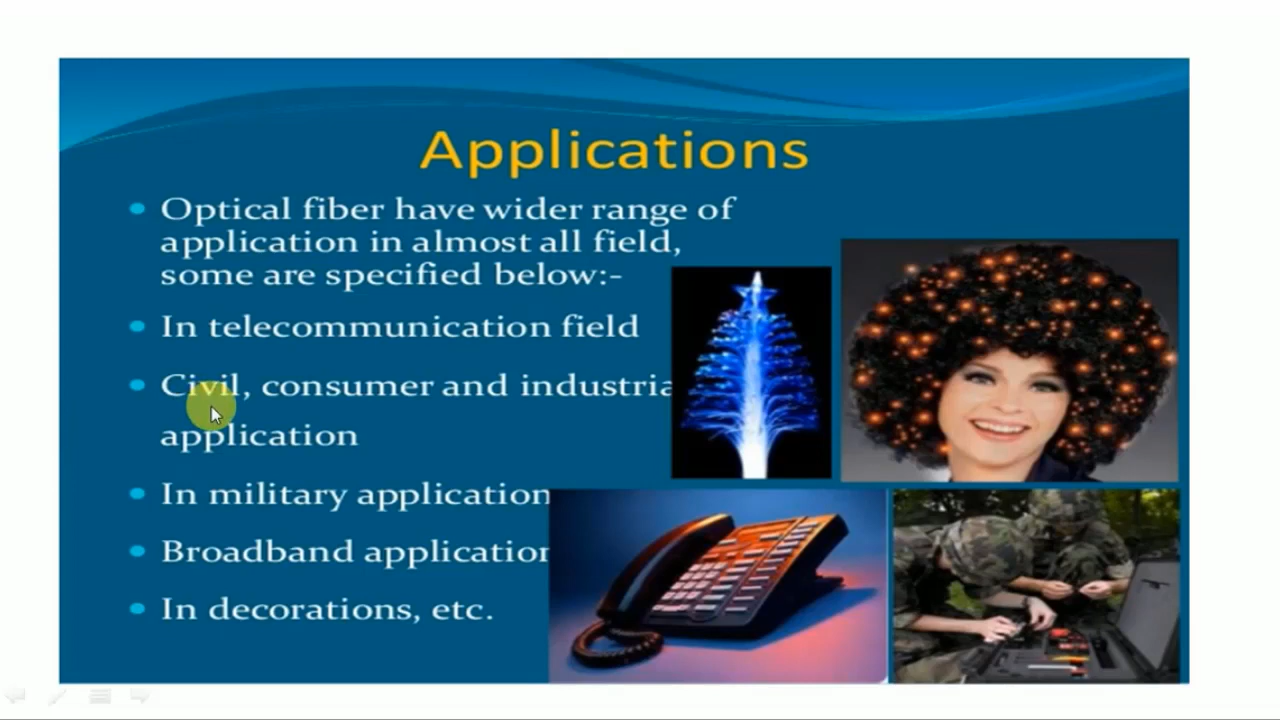 Applications
• Optical fiber have wider range of
application in almost all field,
some are specified below:-
• In telecommunication field
• Civil, consumer and industria
application
• In military application
• Broadband application
• In decorations, etc.